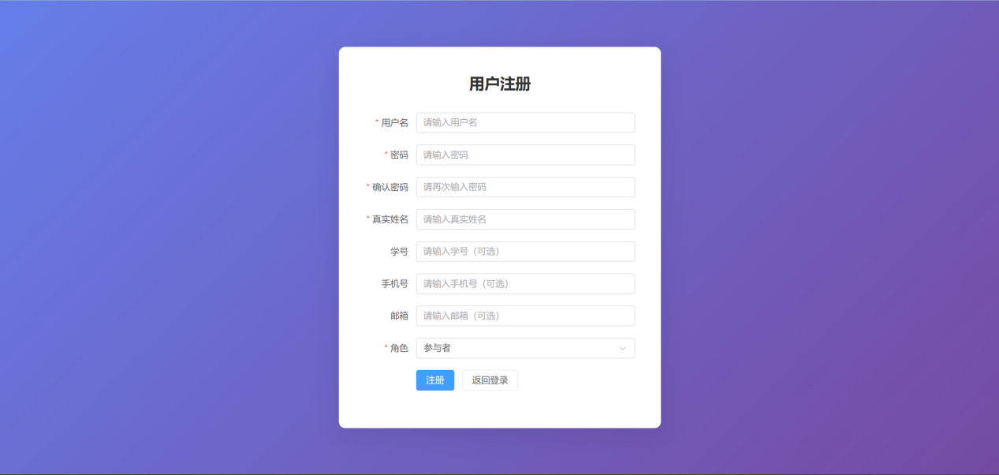 用户注册
* 用户名 请输入用户名
* 密码 请输入密码
* 确认密码 请再次输入密码
* 真实姓名 请输入真实姓名
学号 请输入学号（可选）
手机号 请输入手机号（可选）
邮箱 请输入邮箱（可选）
* 角色 参与者
注册 返回登录